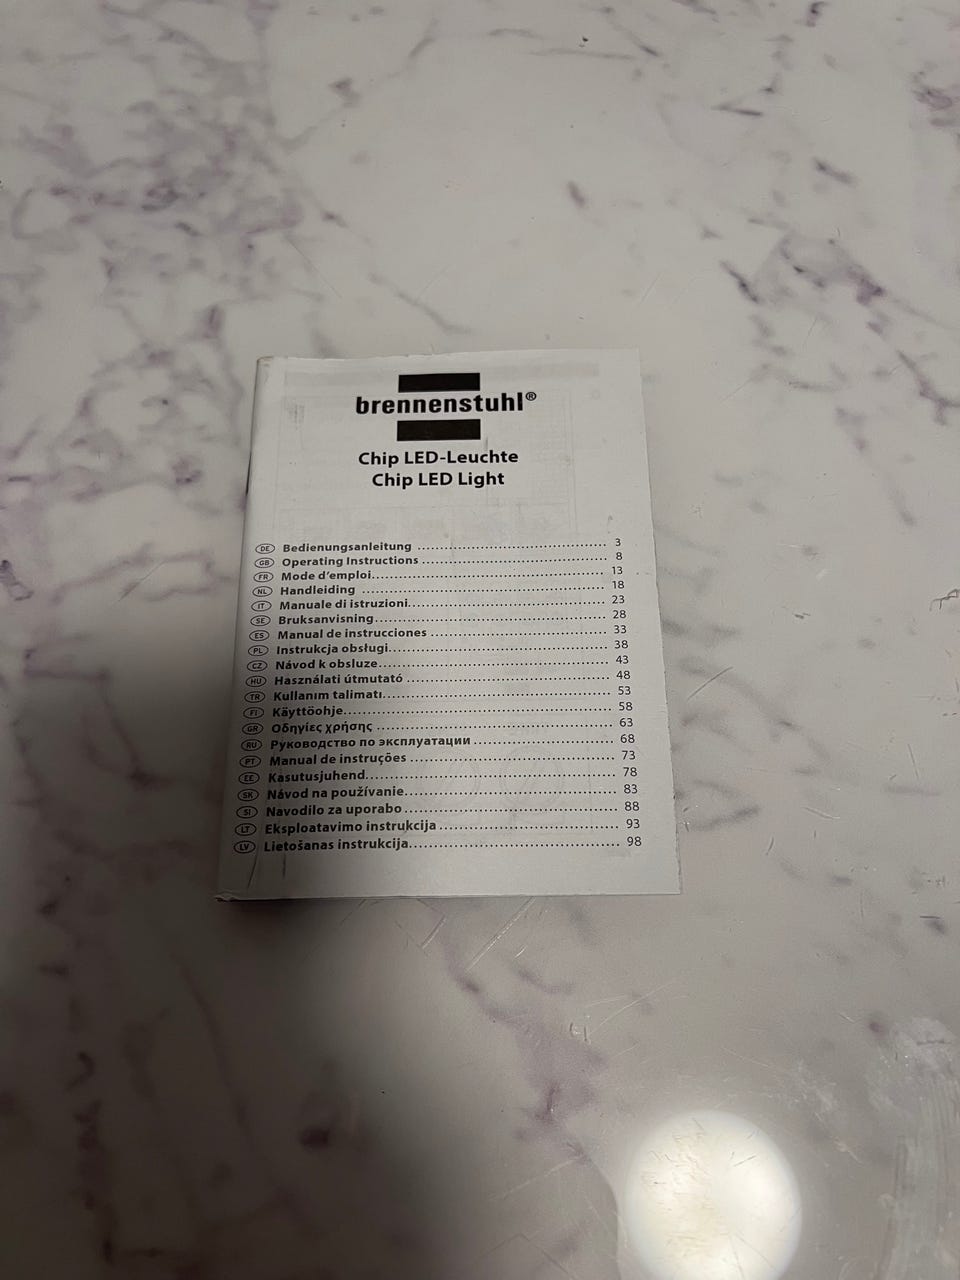 brennenstuhl®
Chip LED-Leuchte
Chip LED Light
DE Bedienungsanleitung ........................................ 3
GB Operating Instructions ........................................ 8
FR Mode d'emploi........................................ 13
NL Handleiding ........................................ 18
IT Manuale di istruzioni........................................ 23
SE Bruksanvisning........................................ 28
ES Manual de instrucciones ........................................ 33
PL Instrukcja obsługi........................................ 38
CZ Návod k obsluze........................................ 43
HU Használati útmutató ........................................ 48
TR Kullanım talimatı........................................ 53
FI Käyttöohje........................................ 58
GR Οδηγίες χρήσης ........................................ 63
RU Руководство по эксплуатации ........................................ 68
PT Manual de instruções ........................................ 73
EE Kasutusjuhend........................................ 78
SK Návod na používanie........................................ 83
SI Navodilo za uporabo ........................................ 88
LT Eksploatavimo instrukcija ........................................ 93
LV Lietošanas instrukcija........................................ 98